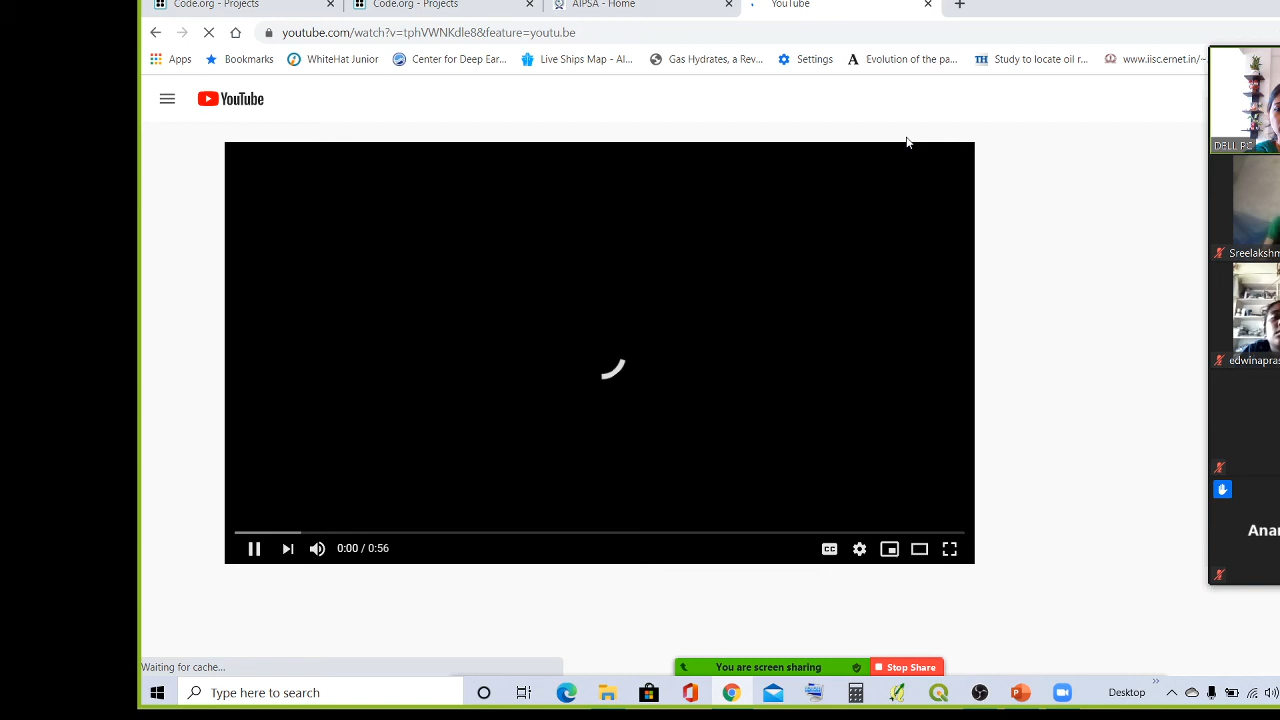 Code.org - Projects
Code.org - Projects
AIPSA - Home
YouTube
youtube.com/watch?v=tphVWNKdle8&feature=youtu.be
Apps
Bookmarks
WhiteHat Junior
Center for Deep Ear...
Live Ships Map - Al...
Gas Hydrates, a Rev...
Settings
Evolution of the pa...
TH Study to locate oil r...
www.iisc.ernet.in/~
YouTube
DELL PC
Sreelakshm
edwinapras
Anan
0:00 / 0:56
CC
Waiting for cache...
You are screen sharing
Stop Share
Type here to search
Desktop